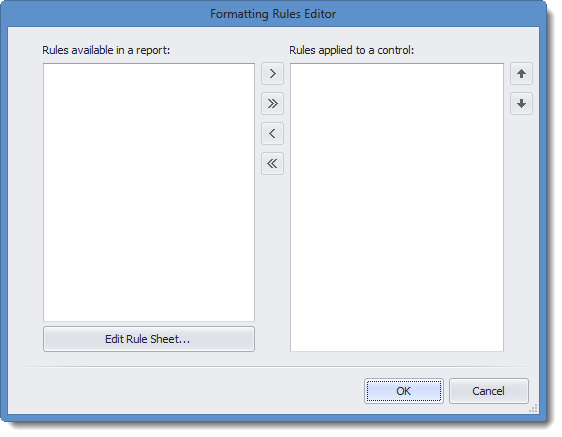 Formatting Rules Editor
Rules available in a report:
Rules applied to a control:
Edit Rule Sheet...
OK
Cancel